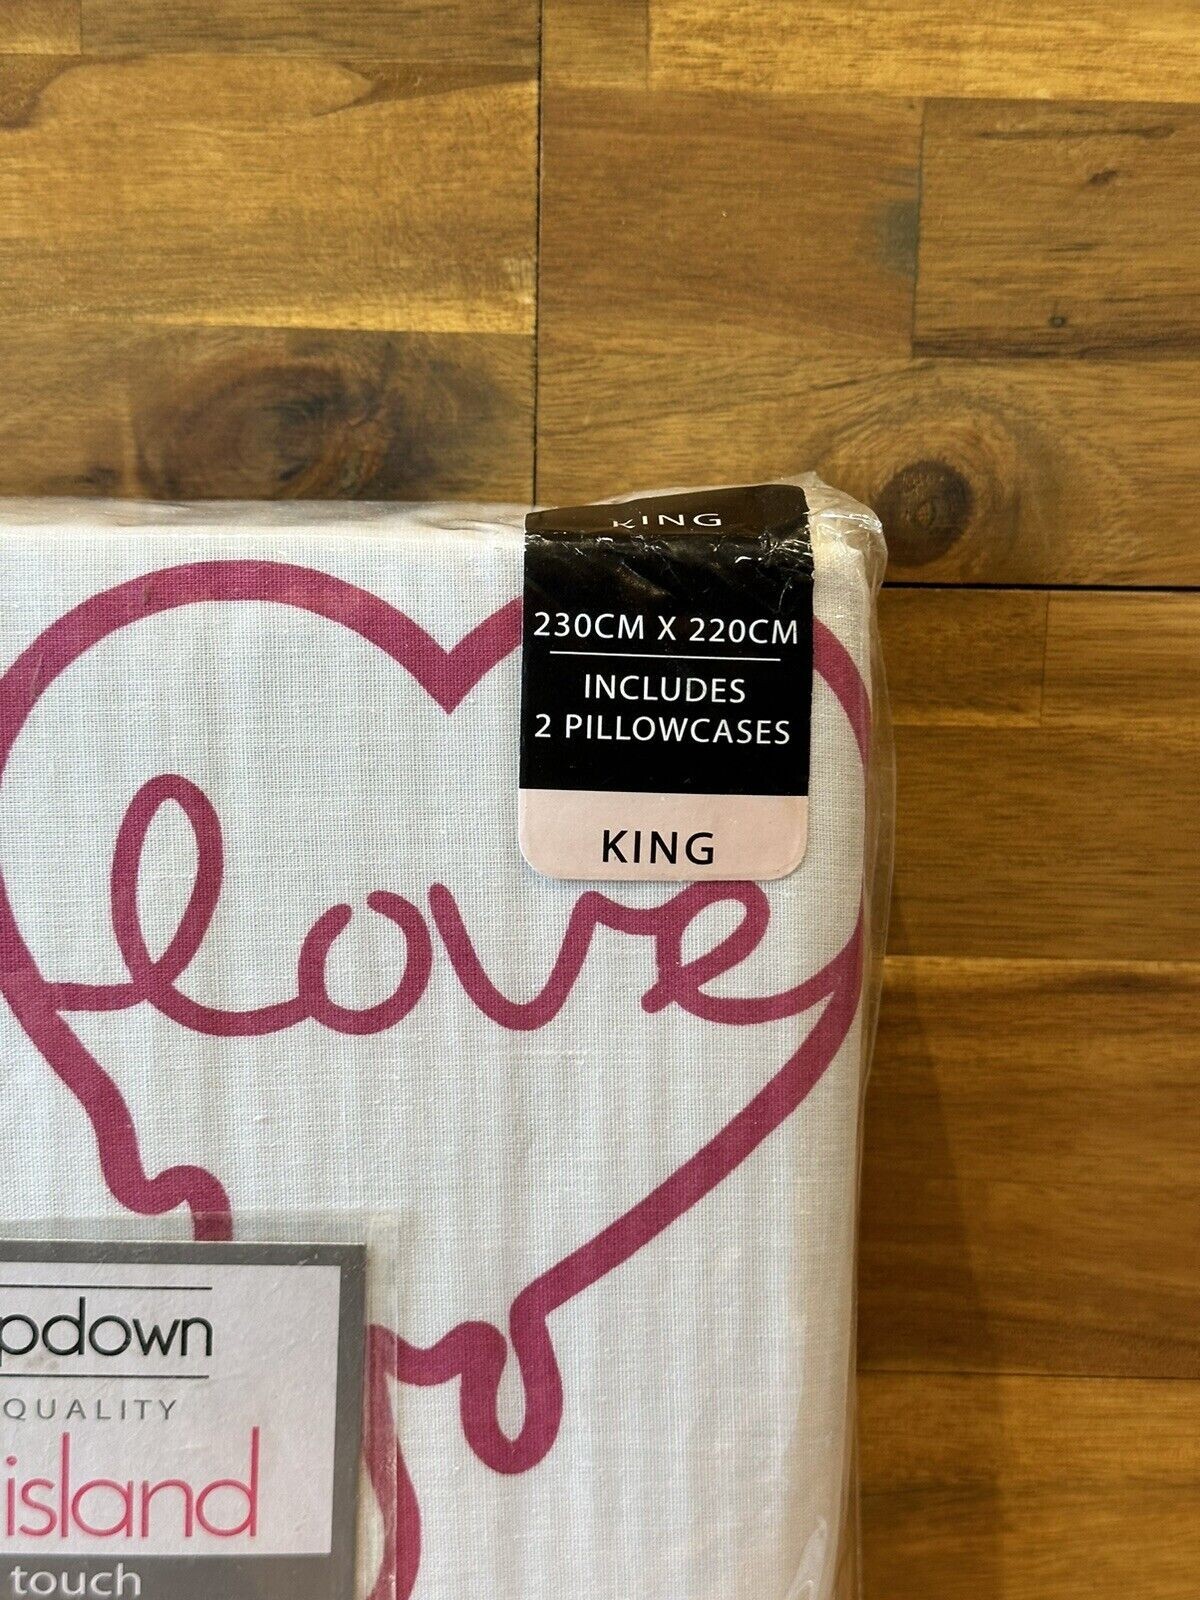 KING
230CM X 220CM
INCLUDES
2 PILLOWCASES
KING
love
pdown
QUALITY
island
touch